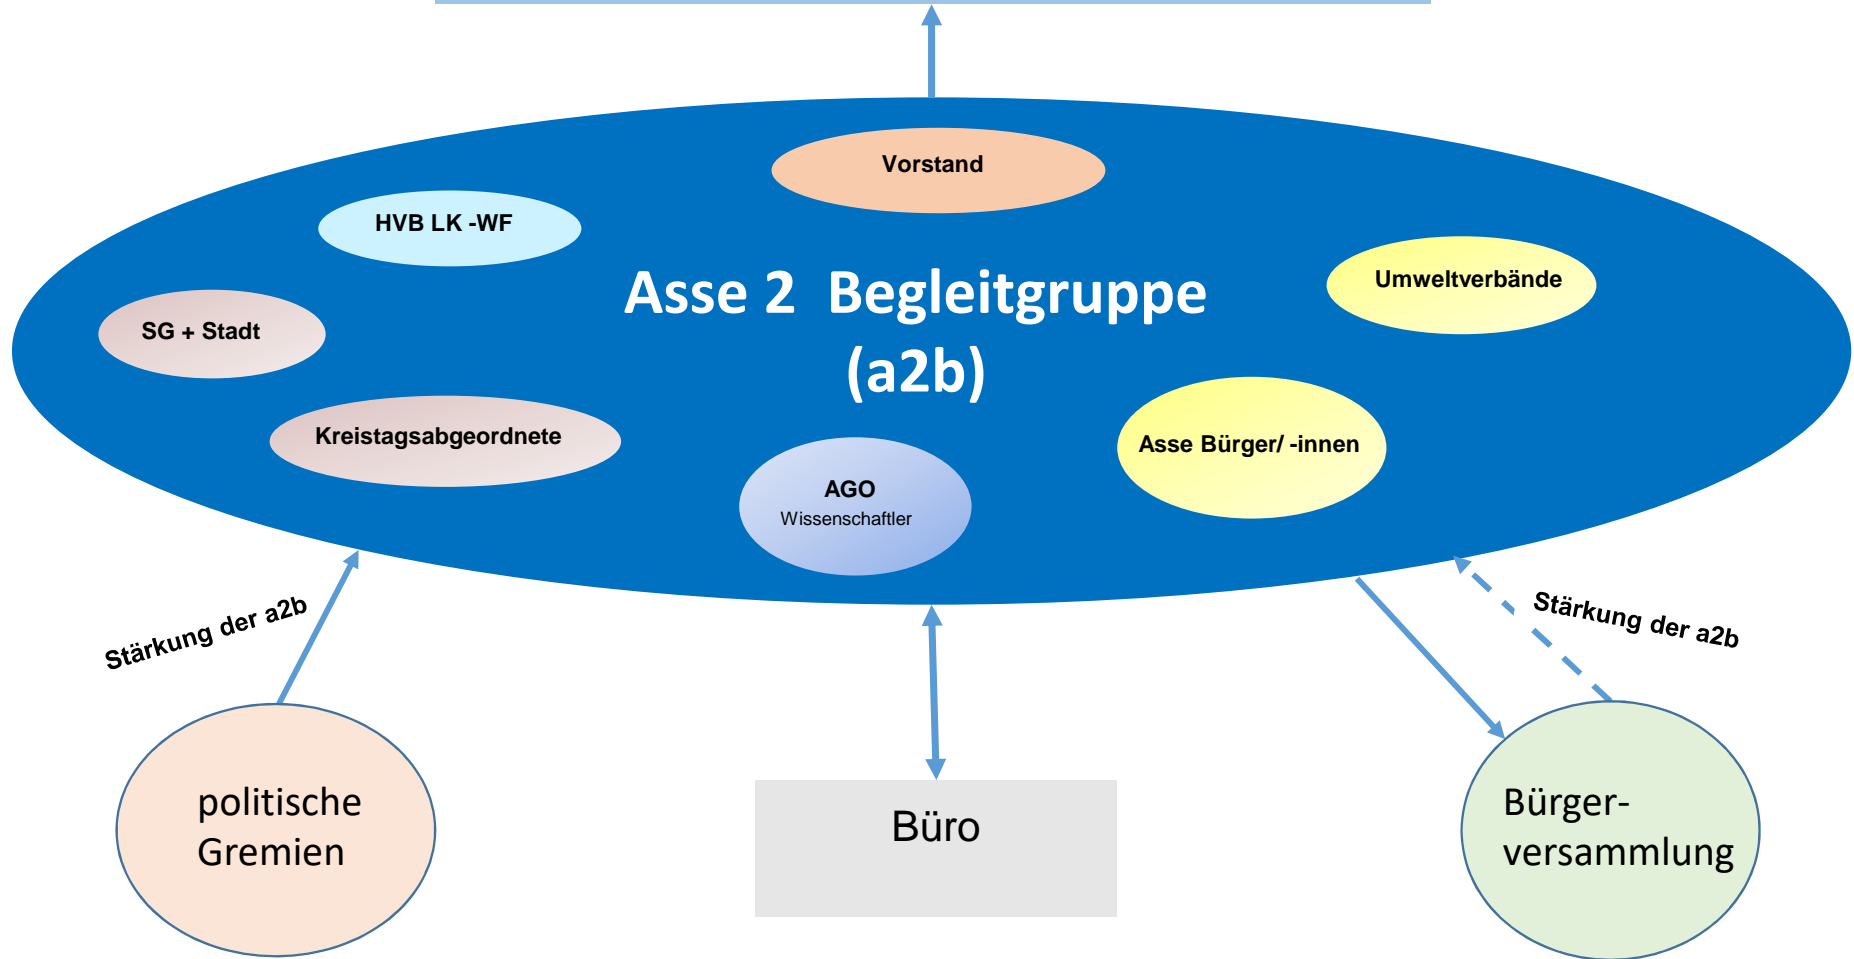 Vorstand
HVB LK -WF
Umweltverbände
Asse 2 Begleitgruppe
(a2b)
SG + Stadt
Kreistagsabgeordnete
Asse Bürger/ -innen
AGO
Wissenschaftler
Stärkung der a2b
Stärkung der a2b
politische
Gremien
Büro
Bürger-
versammlung